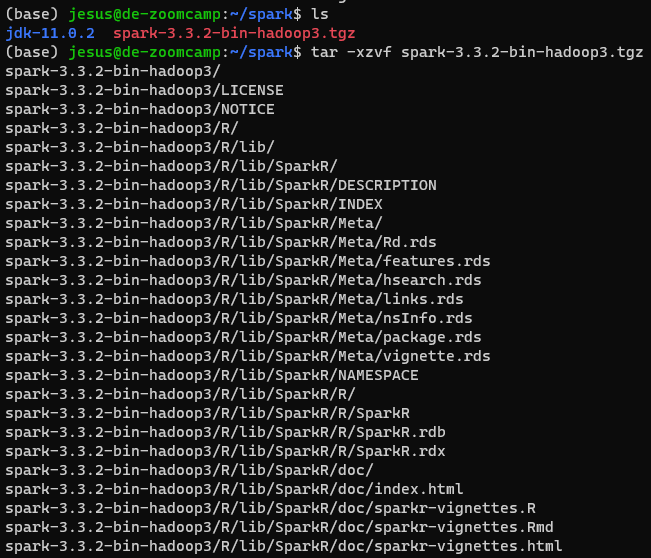 (base) jesus@de-zoomcamp:~/spark$ ls
jdk-11.0.2  spark-3.3.2-bin-hadoop3.tgz
(base) jesus@de-zoomcamp:~/spark$ tar -xzvf spark-3.3.2-bin-hadoop3.tgz
spark-3.3.2-bin-hadoop3/
spark-3.3.2-bin-hadoop3/LICENSE
spark-3.3.2-bin-hadoop3/NOTICE
spark-3.3.2-bin-hadoop3/R/
spark-3.3.2-bin-hadoop3/R/lib/
spark-3.3.2-bin-hadoop3/R/lib/SparkR/
spark-3.3.2-bin-hadoop3/R/lib/SparkR/DESCRIPTION
spark-3.3.2-bin-hadoop3/R/lib/SparkR/INDEX
spark-3.3.2-bin-hadoop3/R/lib/SparkR/Meta/
spark-3.3.2-bin-hadoop3/R/lib/SparkR/Meta/Rd.rds
spark-3.3.2-bin-hadoop3/R/lib/SparkR/Meta/features.rds
spark-3.3.2-bin-hadoop3/R/lib/SparkR/Meta/hsearch.rds
spark-3.3.2-bin-hadoop3/R/lib/SparkR/Meta/links.rds
spark-3.3.2-bin-hadoop3/R/lib/SparkR/Meta/nsInfo.rds
spark-3.3.2-bin-hadoop3/R/lib/SparkR/Meta/package.rds
spark-3.3.2-bin-hadoop3/R/lib/SparkR/Meta/vignette.rds
spark-3.3.2-bin-hadoop3/R/lib/SparkR/NAMESPACE
spark-3.3.2-bin-hadoop3/R/lib/SparkR/R/
spark-3.3.2-bin-hadoop3/R/lib/SparkR/R/SparkR
spark-3.3.2-bin-hadoop3/R/lib/SparkR/R/SparkR.rdb
spark-3.3.2-bin-hadoop3/R/lib/SparkR/R/SparkR.rdx
spark-3.3.2-bin-hadoop3/R/lib/SparkR/doc/
spark-3.3.2-bin-hadoop3/R/lib/SparkR/doc/index.html
spark-3.3.2-bin-hadoop3/R/lib/SparkR/doc/sparkr-vignettes.R
spark-3.3.2-bin-hadoop3/R/lib/SparkR/doc/sparkr-vignettes.Rmd
spark-3.3.2-bin-hadoop3/R/lib/SparkR/doc/sparkr-vignettes.html